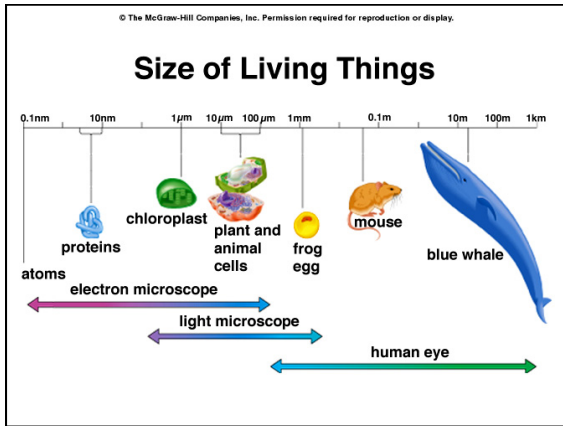 © The McGraw-Hill Companies, Inc. Permission required for reproduction or display.
Size of Living Things
0.1nm 10nm 1μm 10μm 100μm 1mm 0.1m 10m 100m 1km
proteins
chloroplast
plant and
animal
cells
frog
egg
mouse
blue whale
atoms
electron microscope
light microscope
human eye